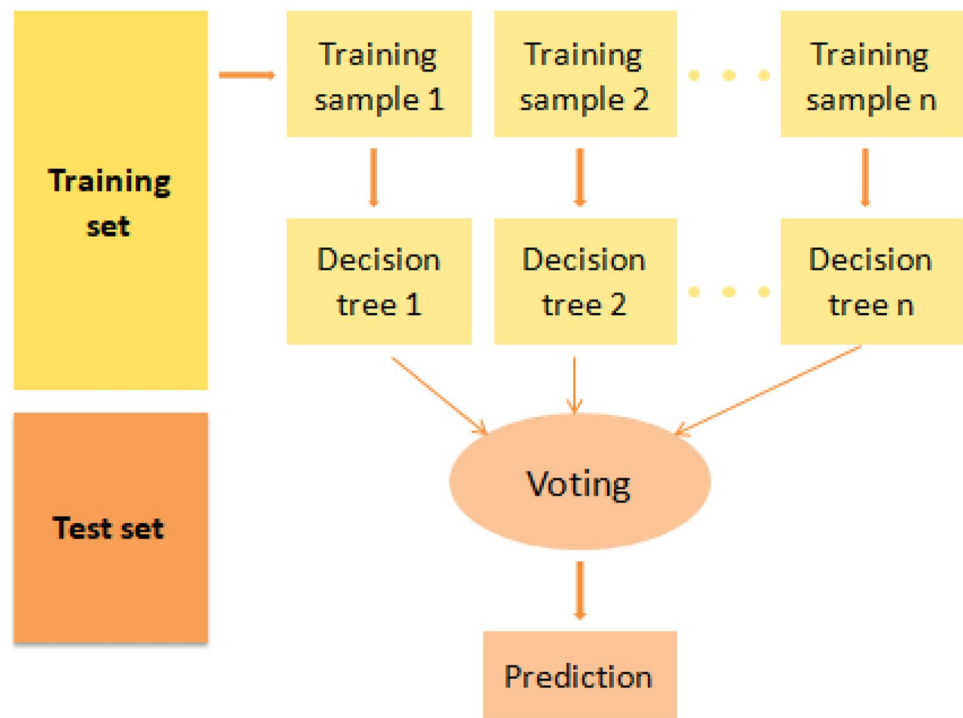 Training
set
Training
sample 1
Training
sample 2
Training
sample n
Decision
tree 1
Decision
tree 2
Decision
tree n
Voting
Test set
Prediction